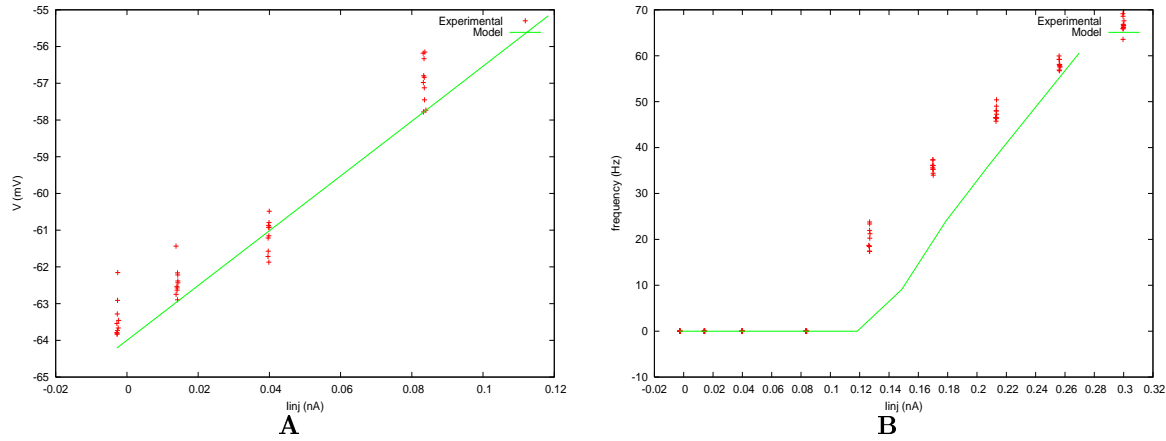 -55
-56
-57
-58
-59
-60
-61
-62
-63
-64
-65
V (mV)
Experimental
Model
-0.02 0 0.02 0.04 0.06 0.08 0.1 0.12
Iinj (nA)
A
70
60
50
40
30
20
10
0
-10
frequency (Hz)
Experimental
Model
-0.02 0 0.02 0.04 0.06 0.08 0.1 0.12 0.14 0.16 0.18 0.2 0.22 0.24 0.26 0.28 0.3 0.32
Iinj (nA)
B